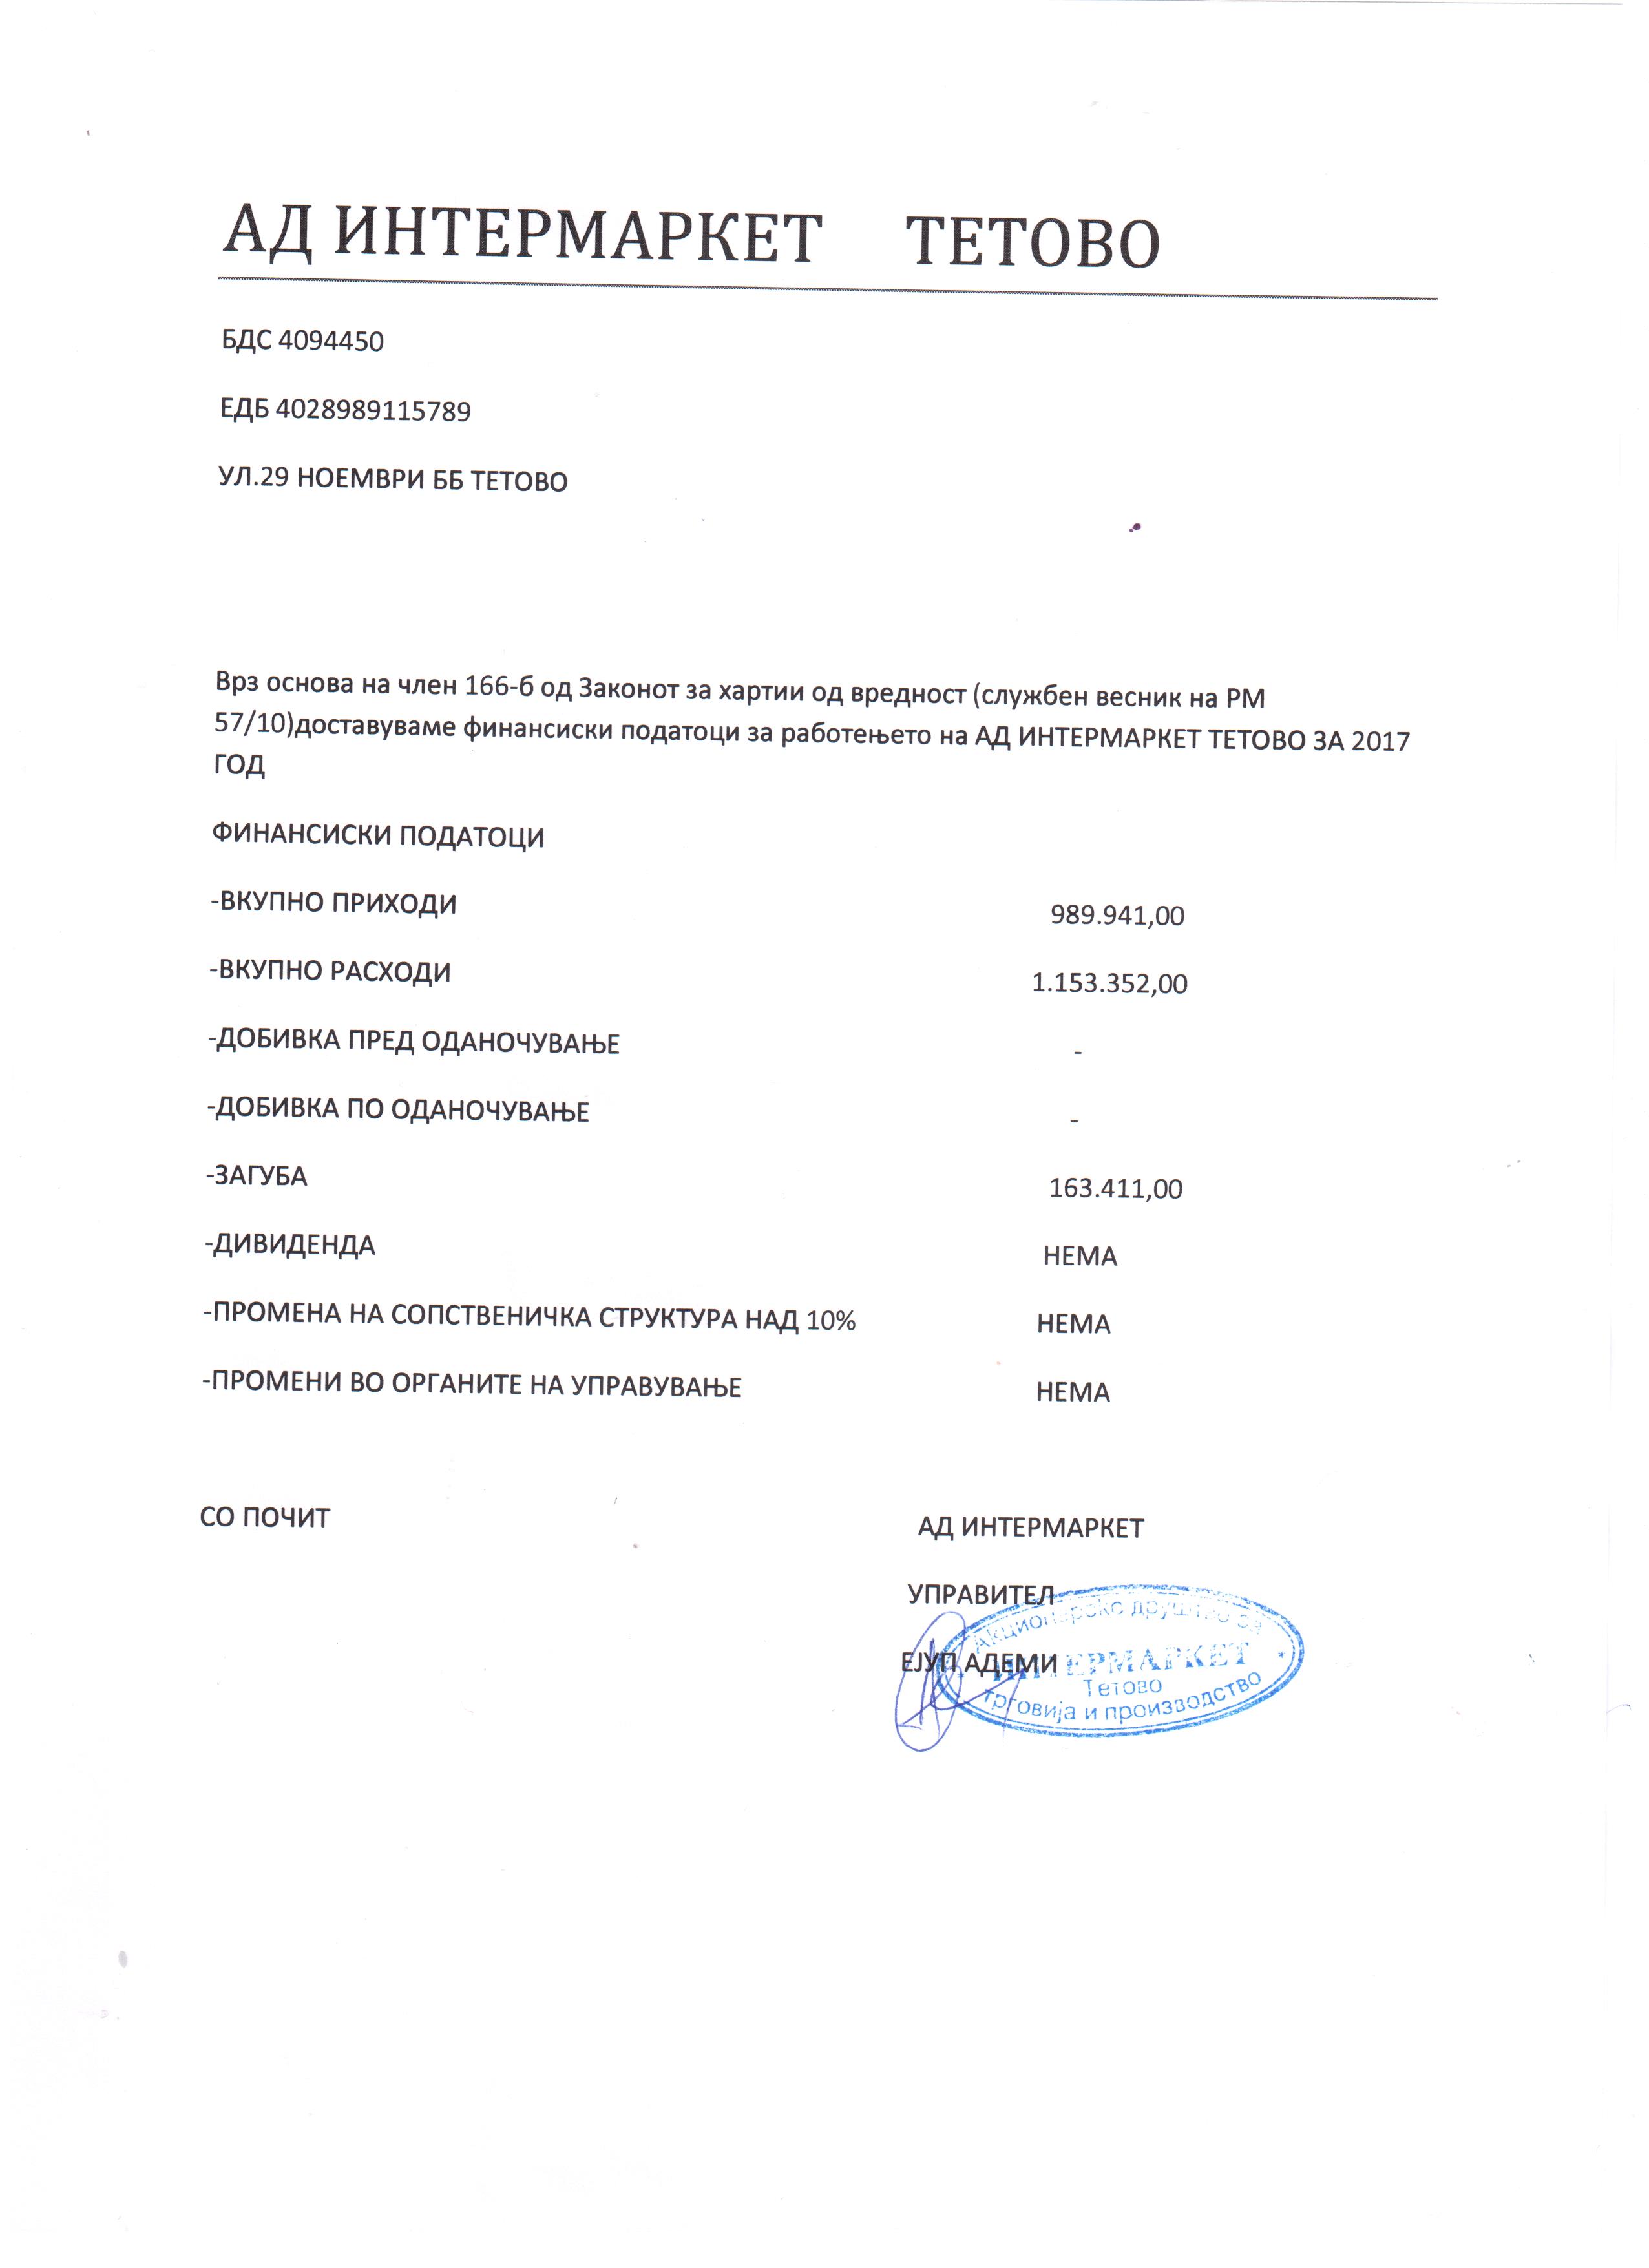 АД ИНТЕРМАРКЕТ ТЕТОВО
БДС 4094450
ЕДБ 4028989115789
УЛ.29 НОЕМВРИ ББ ТЕТОВО
Врз основа на член 166-б од Законот за хартии од вредност (службен весник на РМ
57/10)доставуваме финансиски податоци за работењето на АД ИНТЕРМАРКЕТ ТЕТОВО ЗА 2017
ГОД
ФИНАНСИСКИ ПОДАТОЦИ
-ВКУПНО ПРИХОДИ 989.941,00
-ВКУПНО РАСХОДИ 1.153.352,00
-ДОБИВКА ПРЕД ОДАНОЧУВАЊЕ -
-ДОБИВКА ПО ОДАНОЧУВАЊЕ -
-ЗАГУБА 163.411,00
-ДИВИДЕНДА НЕМА
-ПРОМЕНА НА СОПСТВЕНИЧКА СТРУКТУРА НАД 10% НЕМА
-ПРОМЕНИ ВО ОРГАНИТЕ НА УПРАВУВАЊЕ НЕМА
СО ПОЧИТ АД ИНТЕРМАРКЕТ
УПРАВИТЕЛ
Акционарско друштво за
ЕЈУП АДЕМИ
ИНТЕРМАРКЕТ
Тетово
трговија и производство